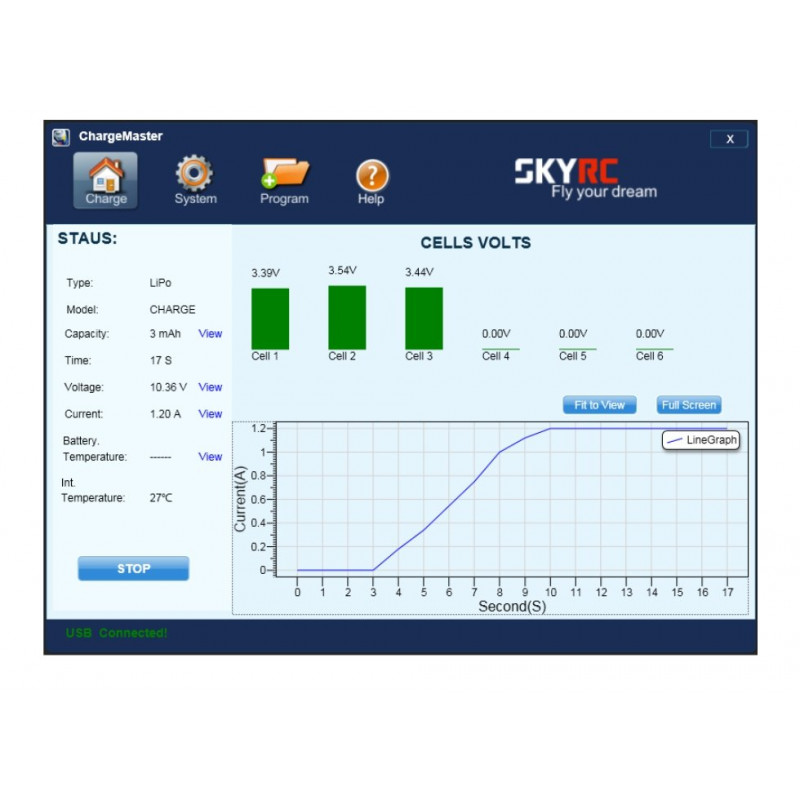 ChargeMaster
X
Charge
System
Program
Help
SKYRC
Fly your dream
STAUS:
Type: LiPo
Model: CHARGE
Capacity: 3 mAh View
Time: 17 S
Voltage: 10.36 V View
Current: 1.20 A View
Battery.
Temperature: ------ View
Int.
Temperature: 27℃
STOP
CELLS VOLTS
3.39V 3.54V 3.44V 0.00V 0.00V 0.00V
Cell 1 Cell 2 Cell 3 Cell 4 Cell 5 Cell 6
Fit to View Full Screen
LineGraph
Current(A)
1.2
1
0.8
0.6
0.4
0.2
0
0 1 2 3 4 5 6 7 8 9 10 11 12 13 14 15 16 17
Second(S)
USB Connected!